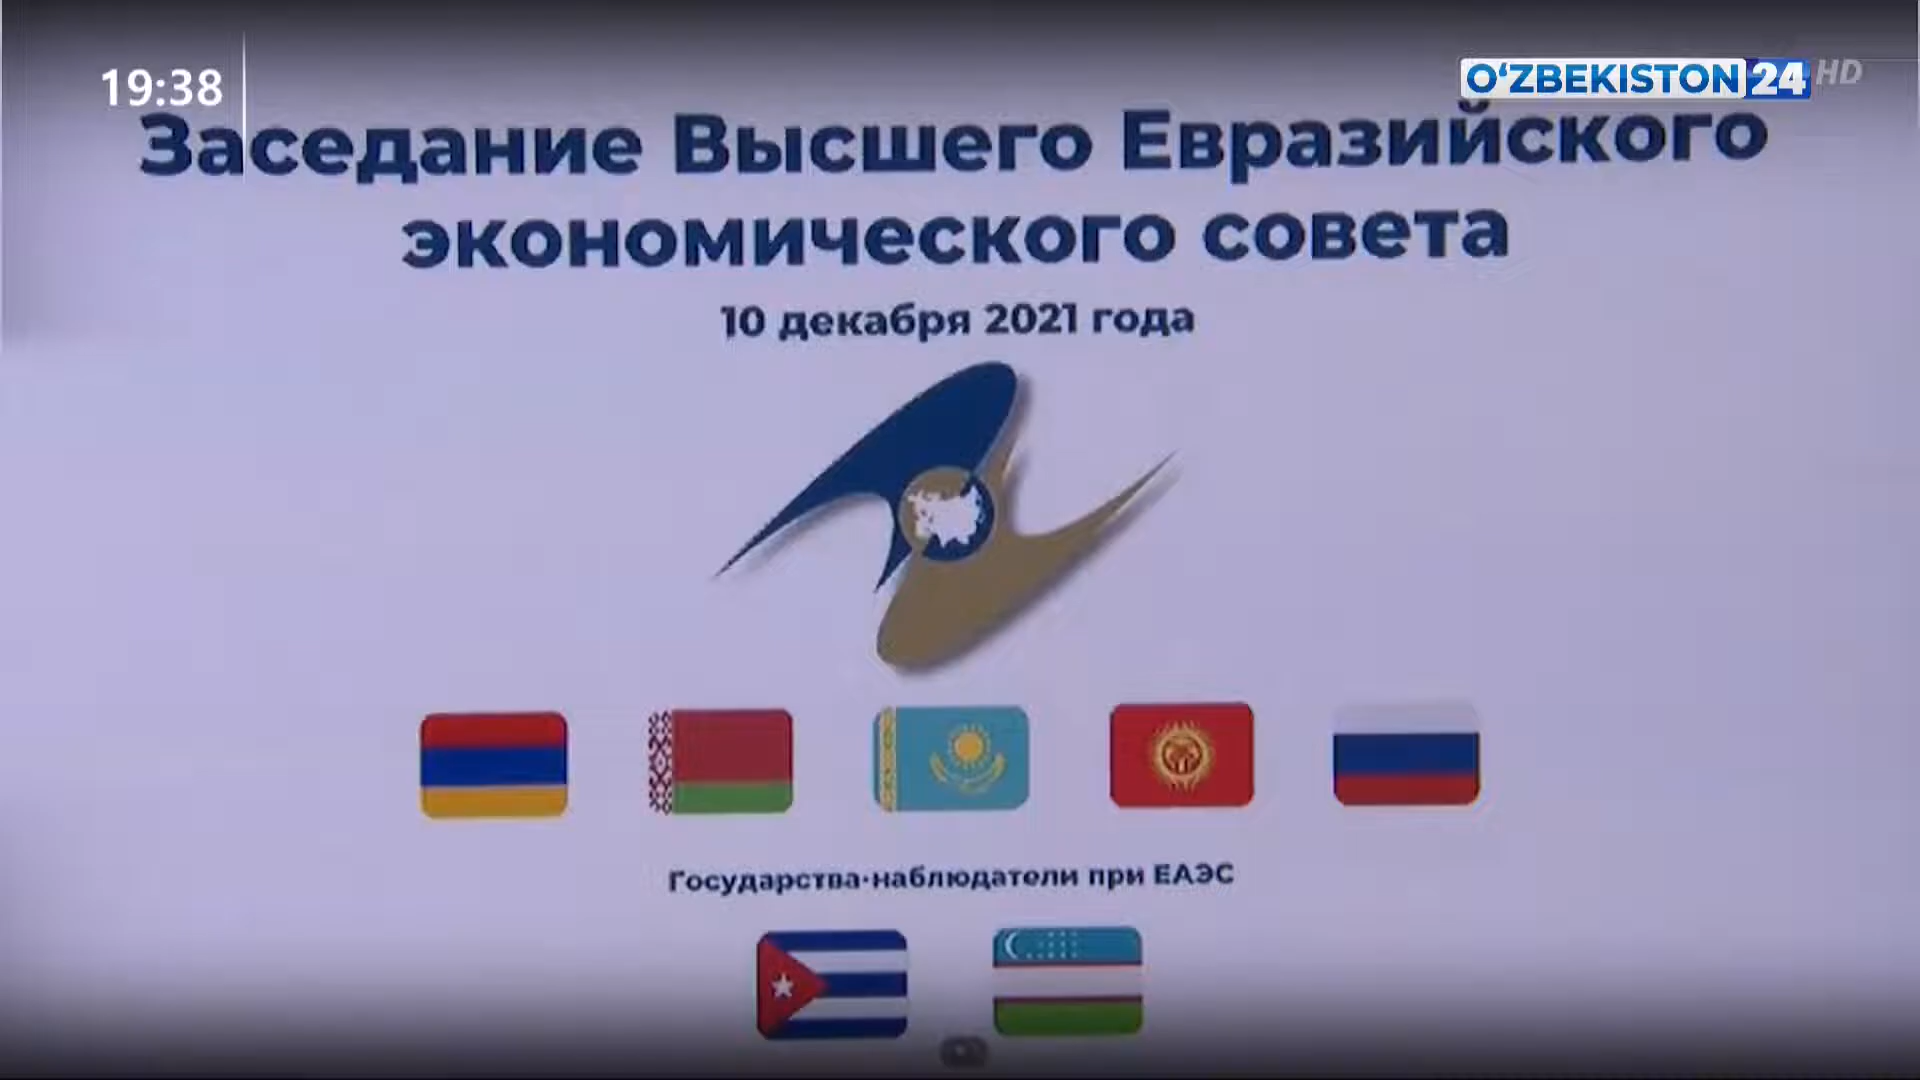 19:38
O‘ZBEKISTON 24 HD
Заседание Высшего Евразийского
экономического совета
10 декабря 2021 года
Государства-наблюдатели при ЕАЭС